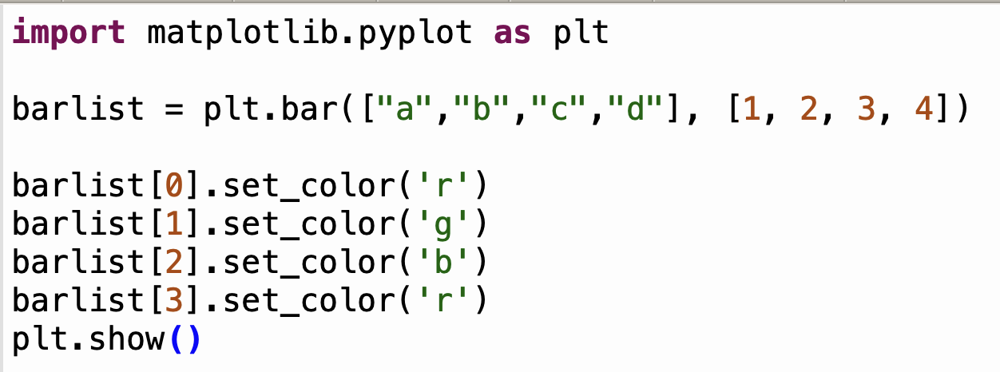 import matplotlib.pyplot as plt
barlist = plt.bar(["a","b","c","d"], [1, 2, 3, 4])
barlist[0].set_color('r')
barlist[1].set_color('g')
barlist[2].set_color('b')
barlist[3].set_color('r')
plt.show()